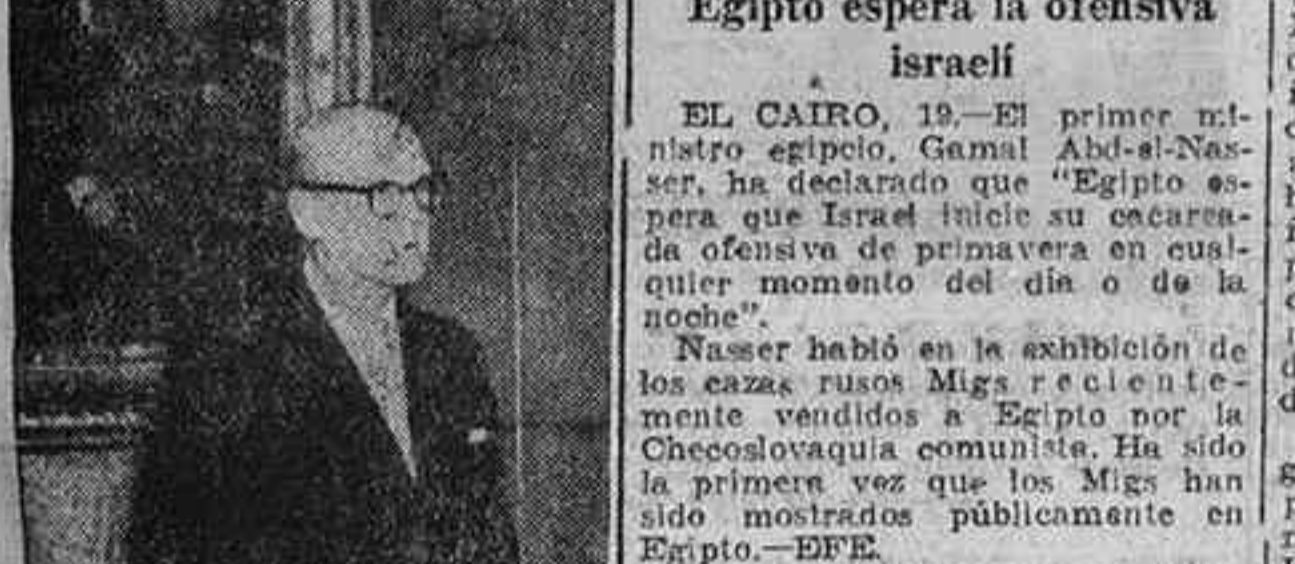 Egipto espera la ofensiva
israelí
EL CAIRO, 19.—El primer mi-
nistro egipcio, Gamal Abd-el-Nas-
ser, ha declarado que "Egipto es-
pera que Israel inicie su cacarea-
da ofensiva de primavera en cual-
quier momento del día o de la
noche".
Nasser habló en la exhibición de
los cazas rusos Migs reciente-
mente vendidos a Egipto por la
Checoslovaquia comunista. Ha sido
la primera vez que los Migs han
sido mostrados públicamente en
Egipto.—EFE.